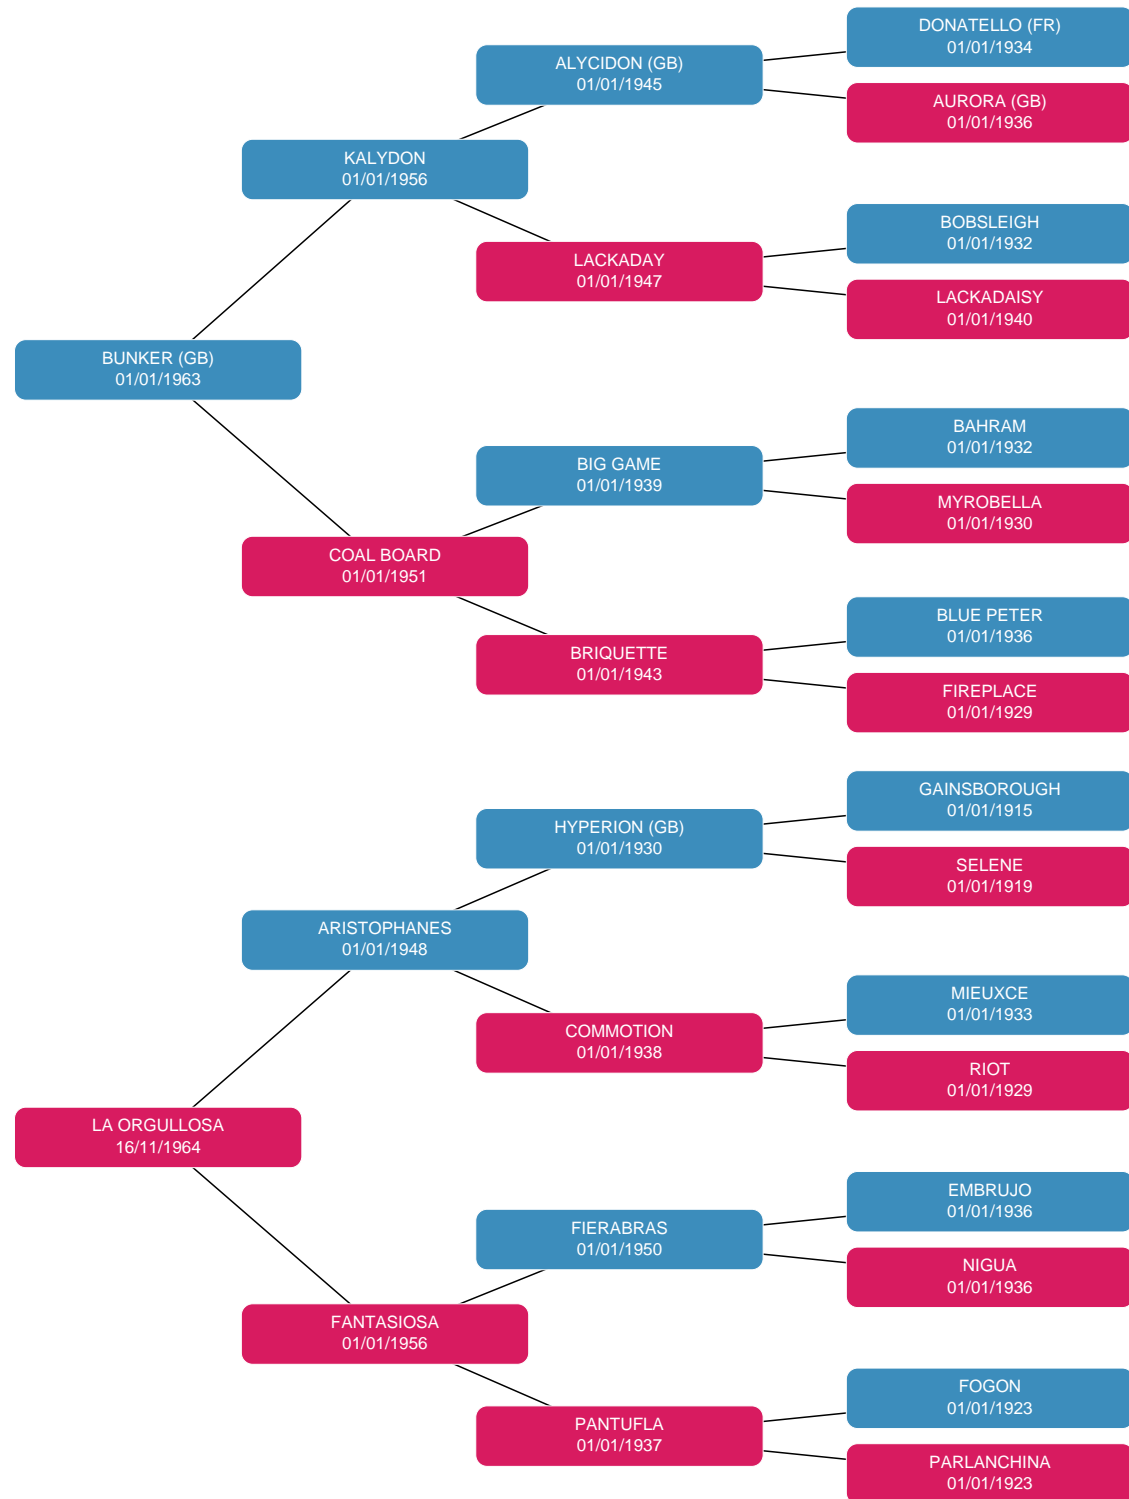 DONATELLO (FR)
01/01/1934
ALYCIDON (GB)
01/01/1945
AURORA (GB)
01/01/1936
KALYDON
01/01/1956
BOBSLEIGH
01/01/1932
LACKADAY
01/01/1947
LACKADAISY
01/01/1940
BUNKER (GB)
01/01/1963
BAHRAM
01/01/1932
BIG GAME
01/01/1939
MYROBELLA
01/01/1930
COAL BOARD
01/01/1951
BLUE PETER
01/01/1936
BRIQUETTE
01/01/1943
FIREPLACE
01/01/1929
GAINSBOROUGH
01/01/1915
HYPERION (GB)
01/01/1930
SELENE
01/01/1919
ARISTOPHANES
01/01/1948
MIEUXCE
01/01/1933
COMMOTION
01/01/1938
RIOT
01/01/1929
LA ORGULLOSA
16/11/1964
EMBRUJO
01/01/1936
FIERABRAS
01/01/1950
NIGUA
01/01/1936
FANTASIOSA
01/01/1956
FOGON
01/01/1923
PANTUFLA
01/01/1937
PARLANCHINA
01/01/1923